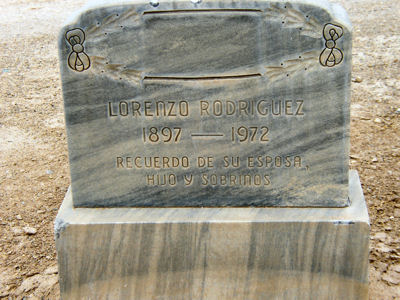 LORENZO RODRIGUEZ
1897 — 1972
RECUERDO DE SU ESPOSA,
HIJO Y SOBRINOS